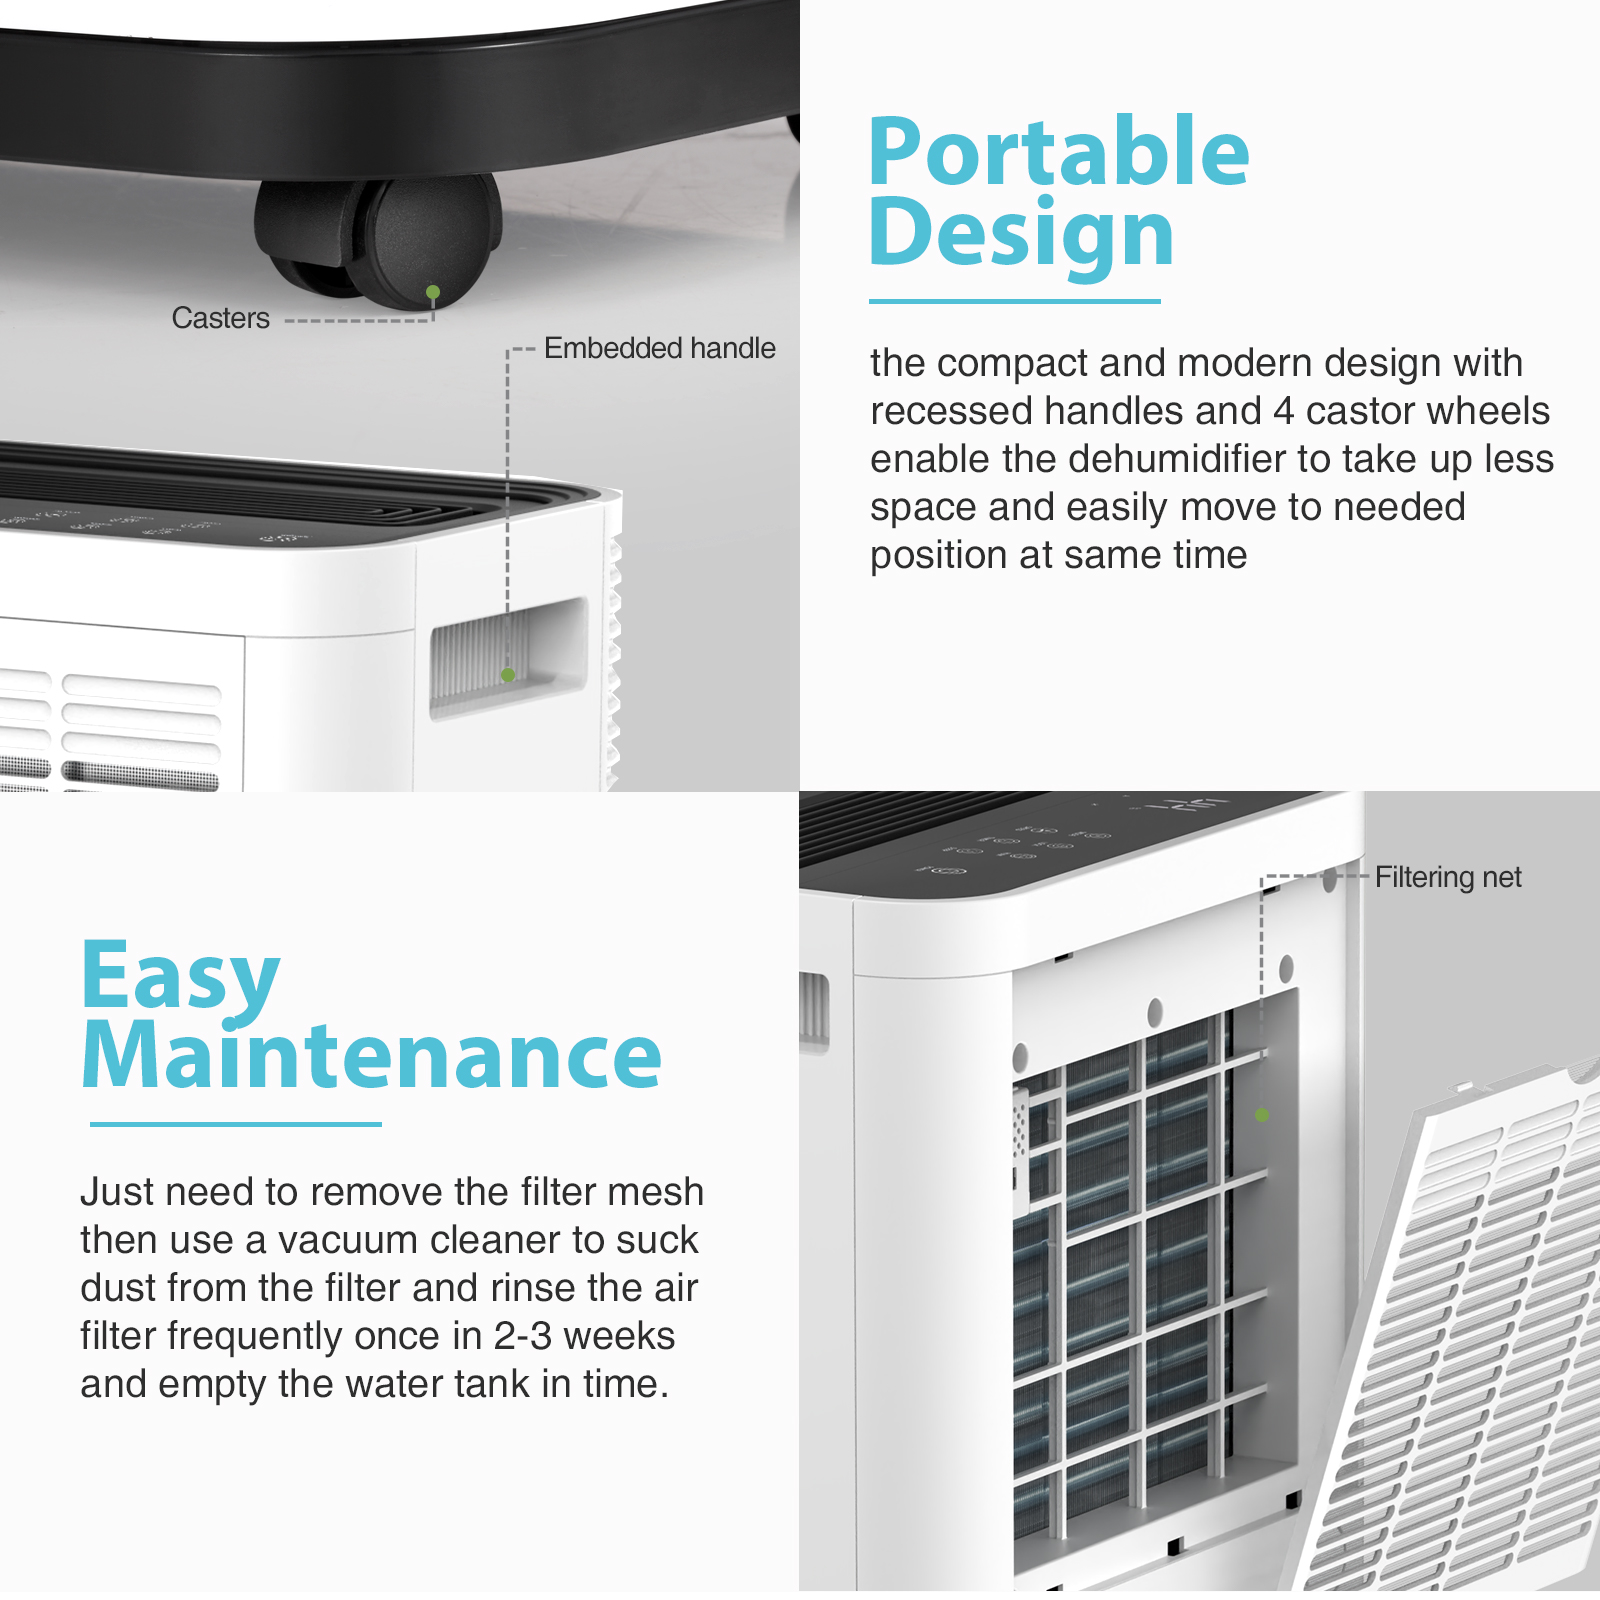 Casters
Embedded handle
Portable
Design
the compact and modern design with
recessed handles and 4 castor wheels
enable the dehumidifier to take up less
space and easily move to needed
position at same time
Easy
Maintenance
Just need to remove the filter mesh
then use a vacuum cleaner to suck
dust from the filter and rinse the air
filter frequently once in 2-3 weeks
and empty the water tank in time.
Filtering net